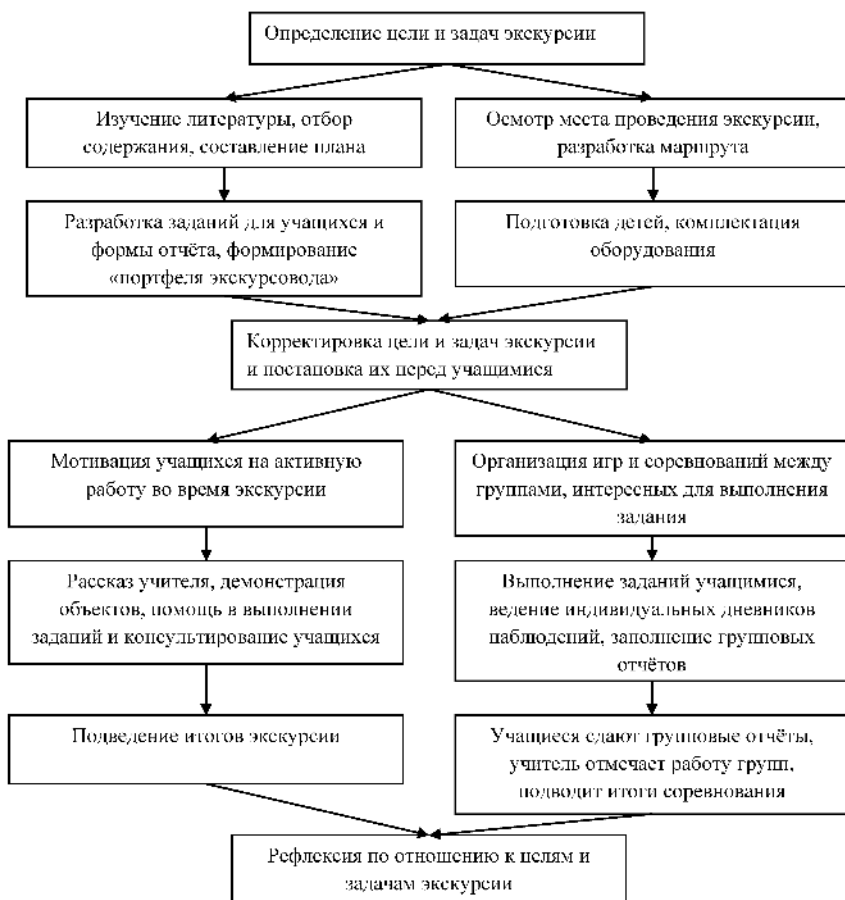 Определение цели и задач экскурсии
Изучение литературы, отбор
содержания, составление плана
Осмотр места проведения экскурсии,
разработка маршрута
Разработка заданий для учащихся и
формы отчёта, формирование
«портфеля экскурсовода»
Подготовка детей, комплектация
оборудования
Корректировка цели и задач экскурсии
и постановка их перед учащимися
Мотивация учащихся на активную
работу во время экскурсии
Организация игр и соревнований между
группами, интересных для выполнения
задания
Рассказ учителя, демонстрация
объектов, помощь в выполнении
заданий и консультирование учащихся
Выполнение заданий учащимися,
ведение индивидуальных дневников
наблюдений, заполнение групповых
отчётов
Подведение итогов экскурсии
Учащиеся сдают групповые отчёты,
учитель отмечает работу групп,
подводит итоги соревнования
Рефлексия по отношению к целям и
задачам экскурсии